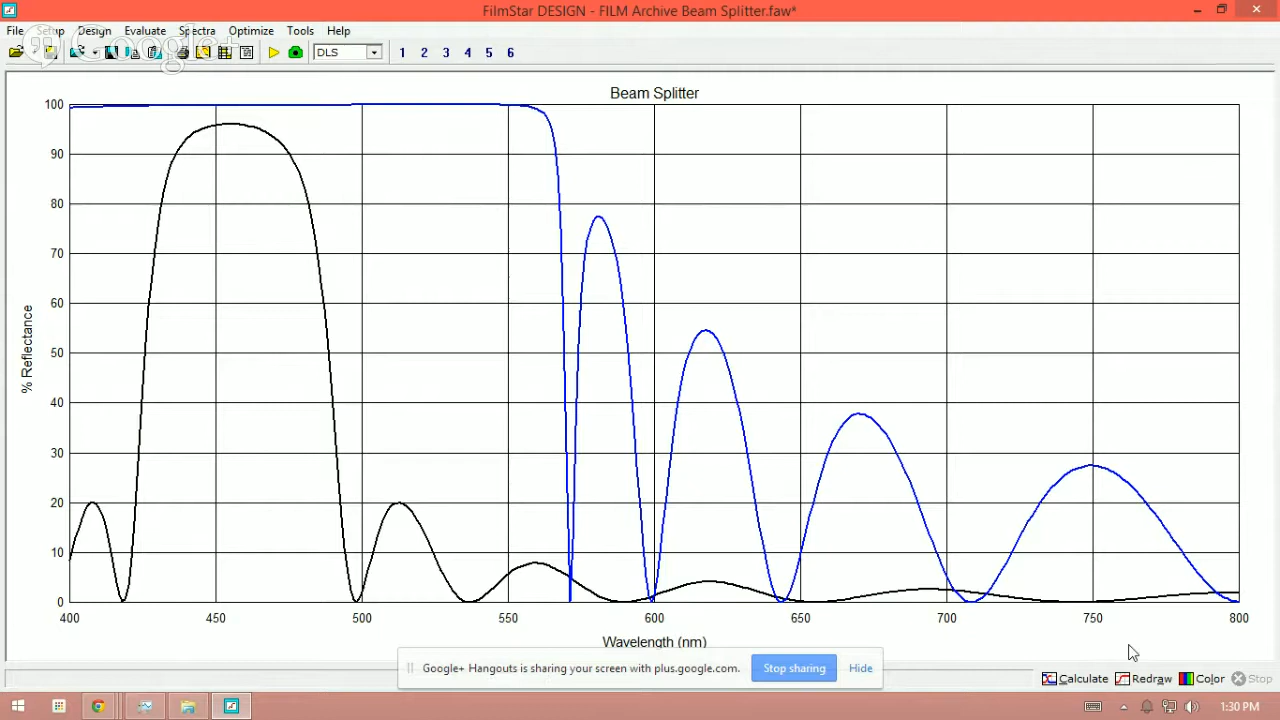 FilmStar DESIGN - FILM Archive Beam Splitter.faw*
File Setup Design Evaluate Spectra Optimize Tools Help
Google+
DLS 1 2 3 4 5 6
Beam Splitter
100
90
80
70
60
50
40
30
20
10
0
% Reflectance
400 450 500 550 600 650 700 750 800
Wavelength (nm)
Google+ Hangouts is sharing your screen with plus.google.com. Stop sharing Hide
Calculate Redraw Color Stop
1:30 PM